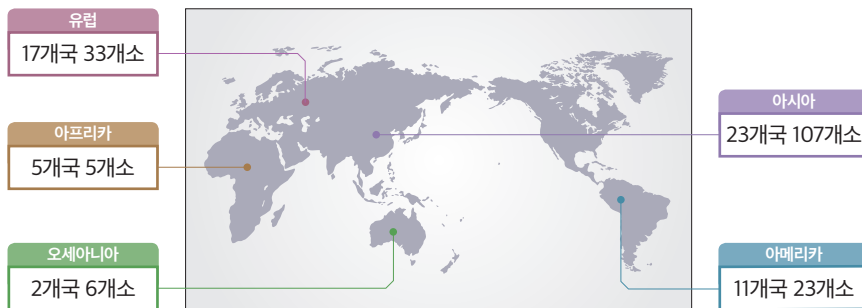 유럽
17개국 33개소
아프리카
5개국 5개소
오세아니아
2개국 6개소
아시아
23개국 107개소
아메리카
11개국 23개소